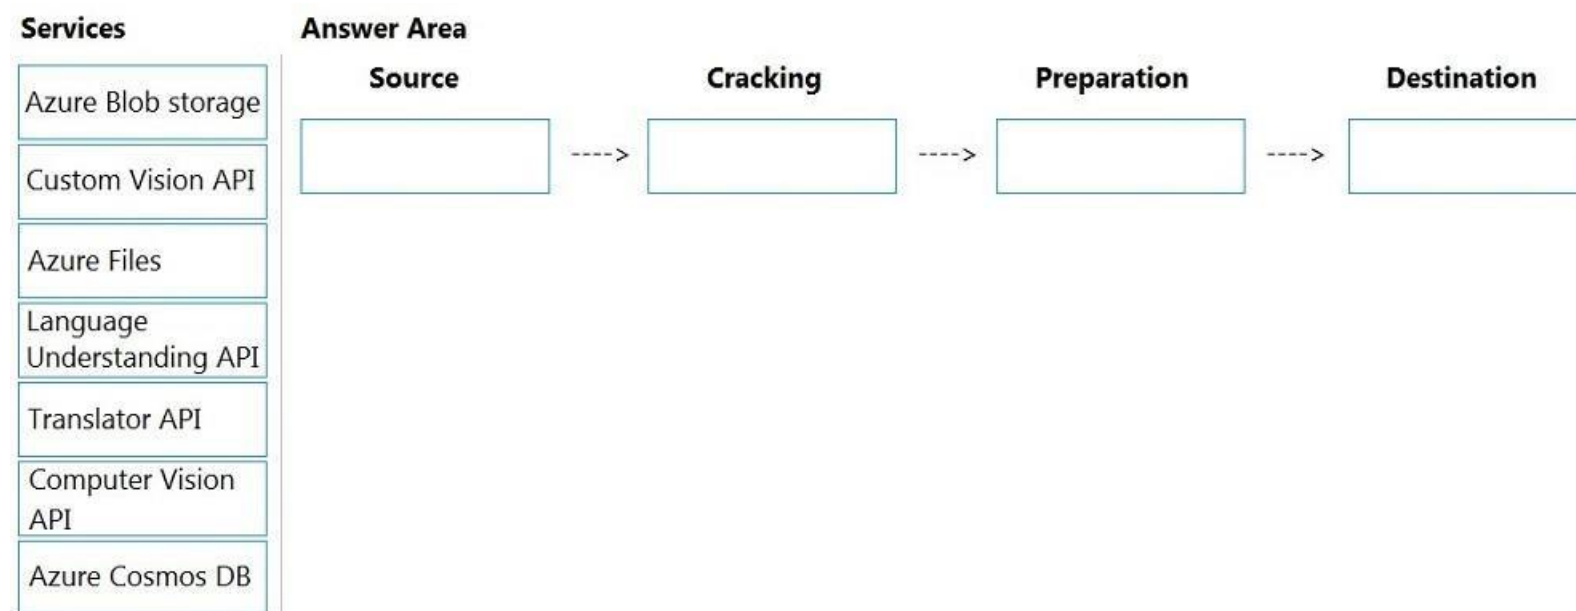 Services
Answer Area
Source
Cracking
Preparation
Destination
Azure Blob storage
---->
---->
---->
Custom Vision API
Azure Files
Language
Understanding API
Translator API
Computer Vision
API
Azure Cosmos DB